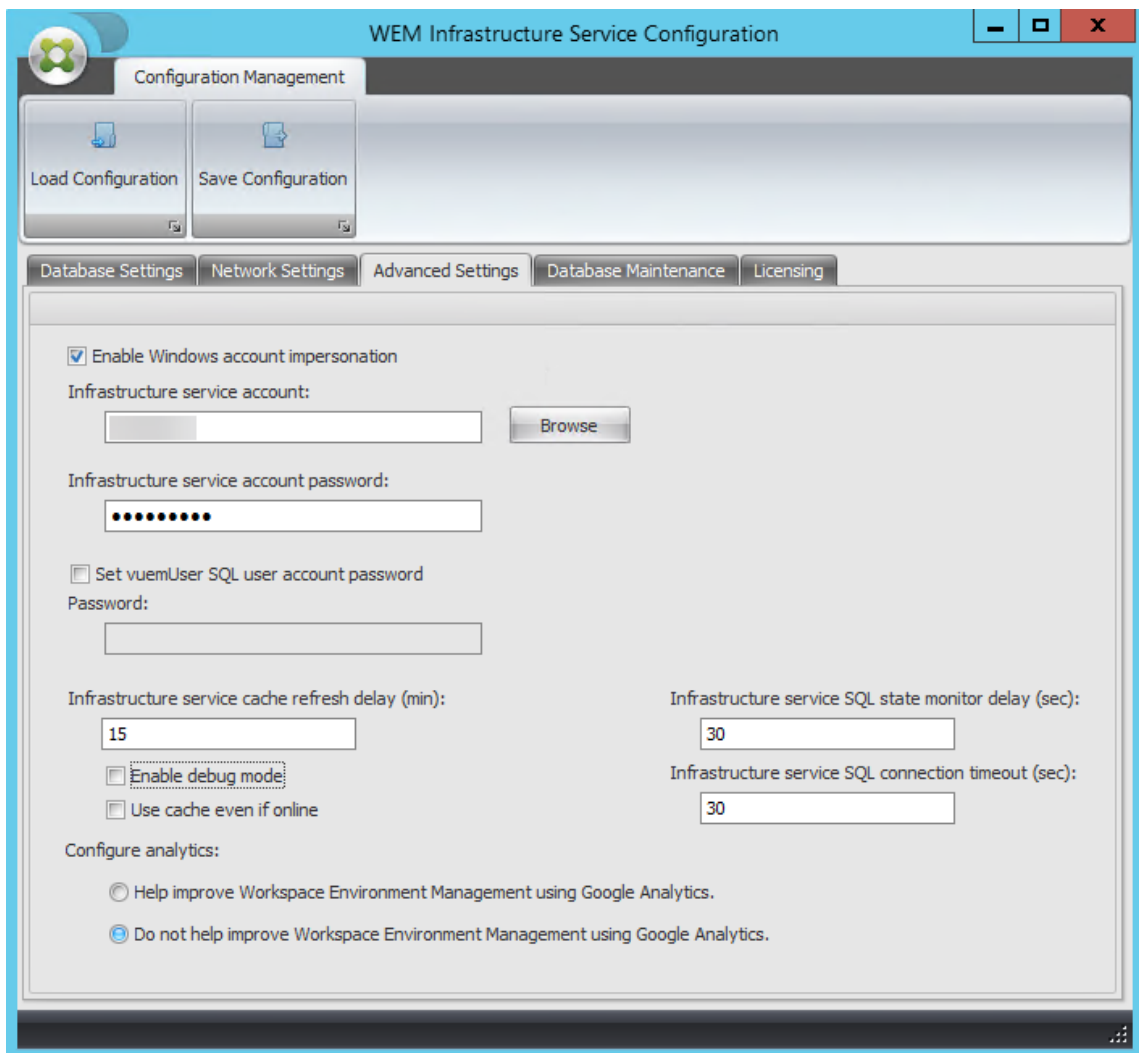 WEM Infrastructure Service Configuration
Configuration Management
Load Configuration
Save Configuration
Database Settings
Network Settings
Advanced Settings
Database Maintenance
Licensing
Enable Windows account impersonation
Infrastructure service account:
Browse
Infrastructure service account password:
•••••••••
Set vuemUser SQL user account password
Password:
Infrastructure service cache refresh delay (min):
15
Enable debug mode
Use cache even if online
Infrastructure service SQL state monitor delay (sec):
30
Infrastructure service SQL connection timeout (sec):
30
Configure analytics:
Help improve Workspace Environment Management using Google Analytics.
Do not help improve Workspace Environment Management using Google Analytics.